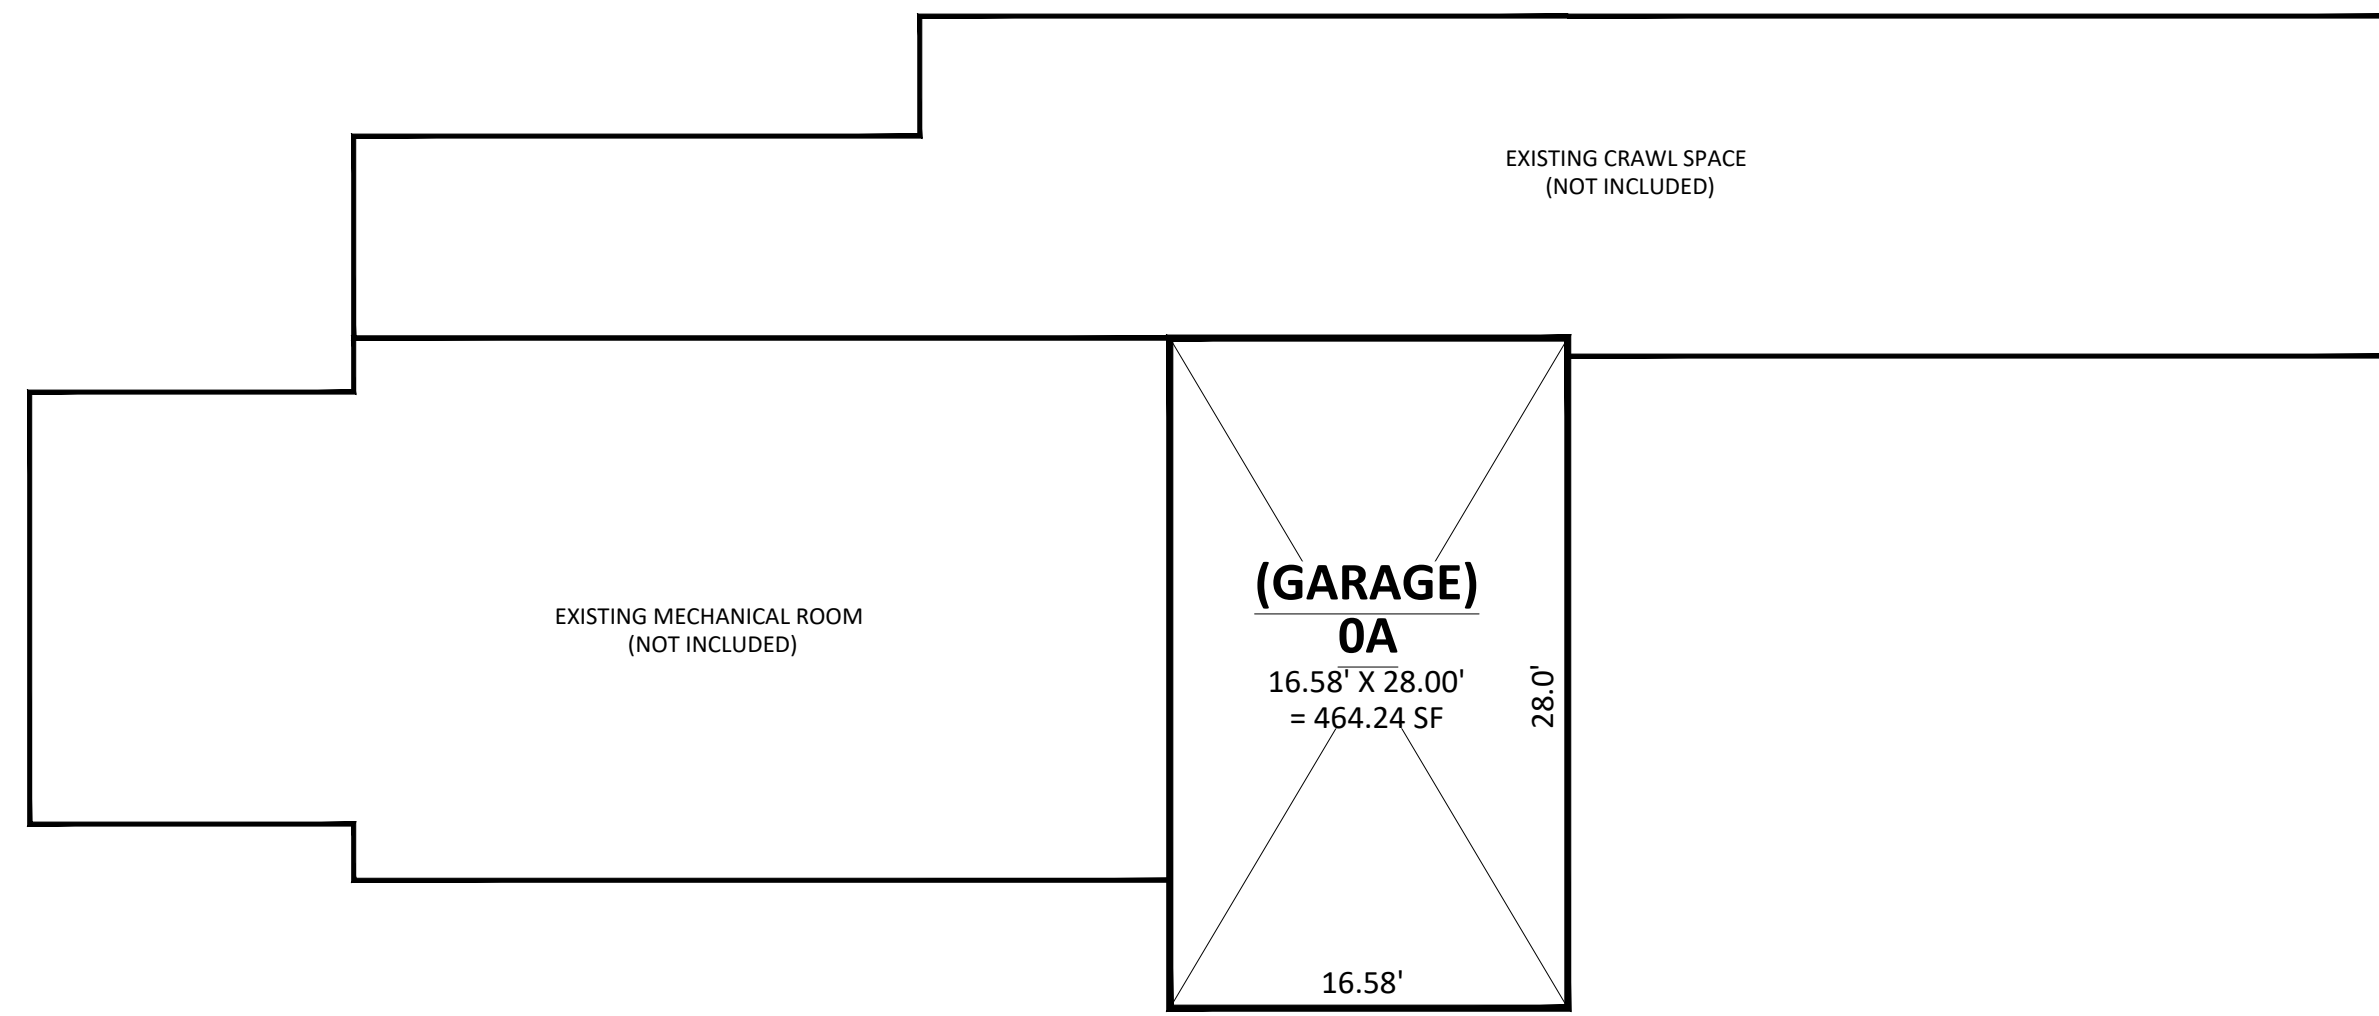 EXISTING CRAWL SPACE
(NOT INCLUDED)
EXISTING MECHANICAL ROOM
(NOT INCLUDED)
(GARAGE)
0A
16.58' X 28.00'
= 464.24 SF
28.0'
16.58'